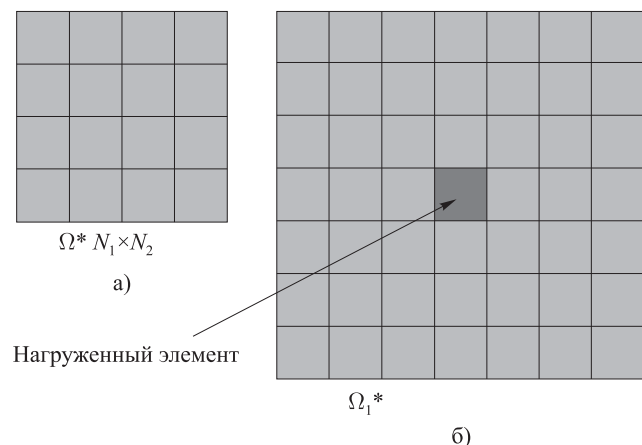 Ω* N₁×N₂
а)
Нагруженный элемент
Ω₁*
б)